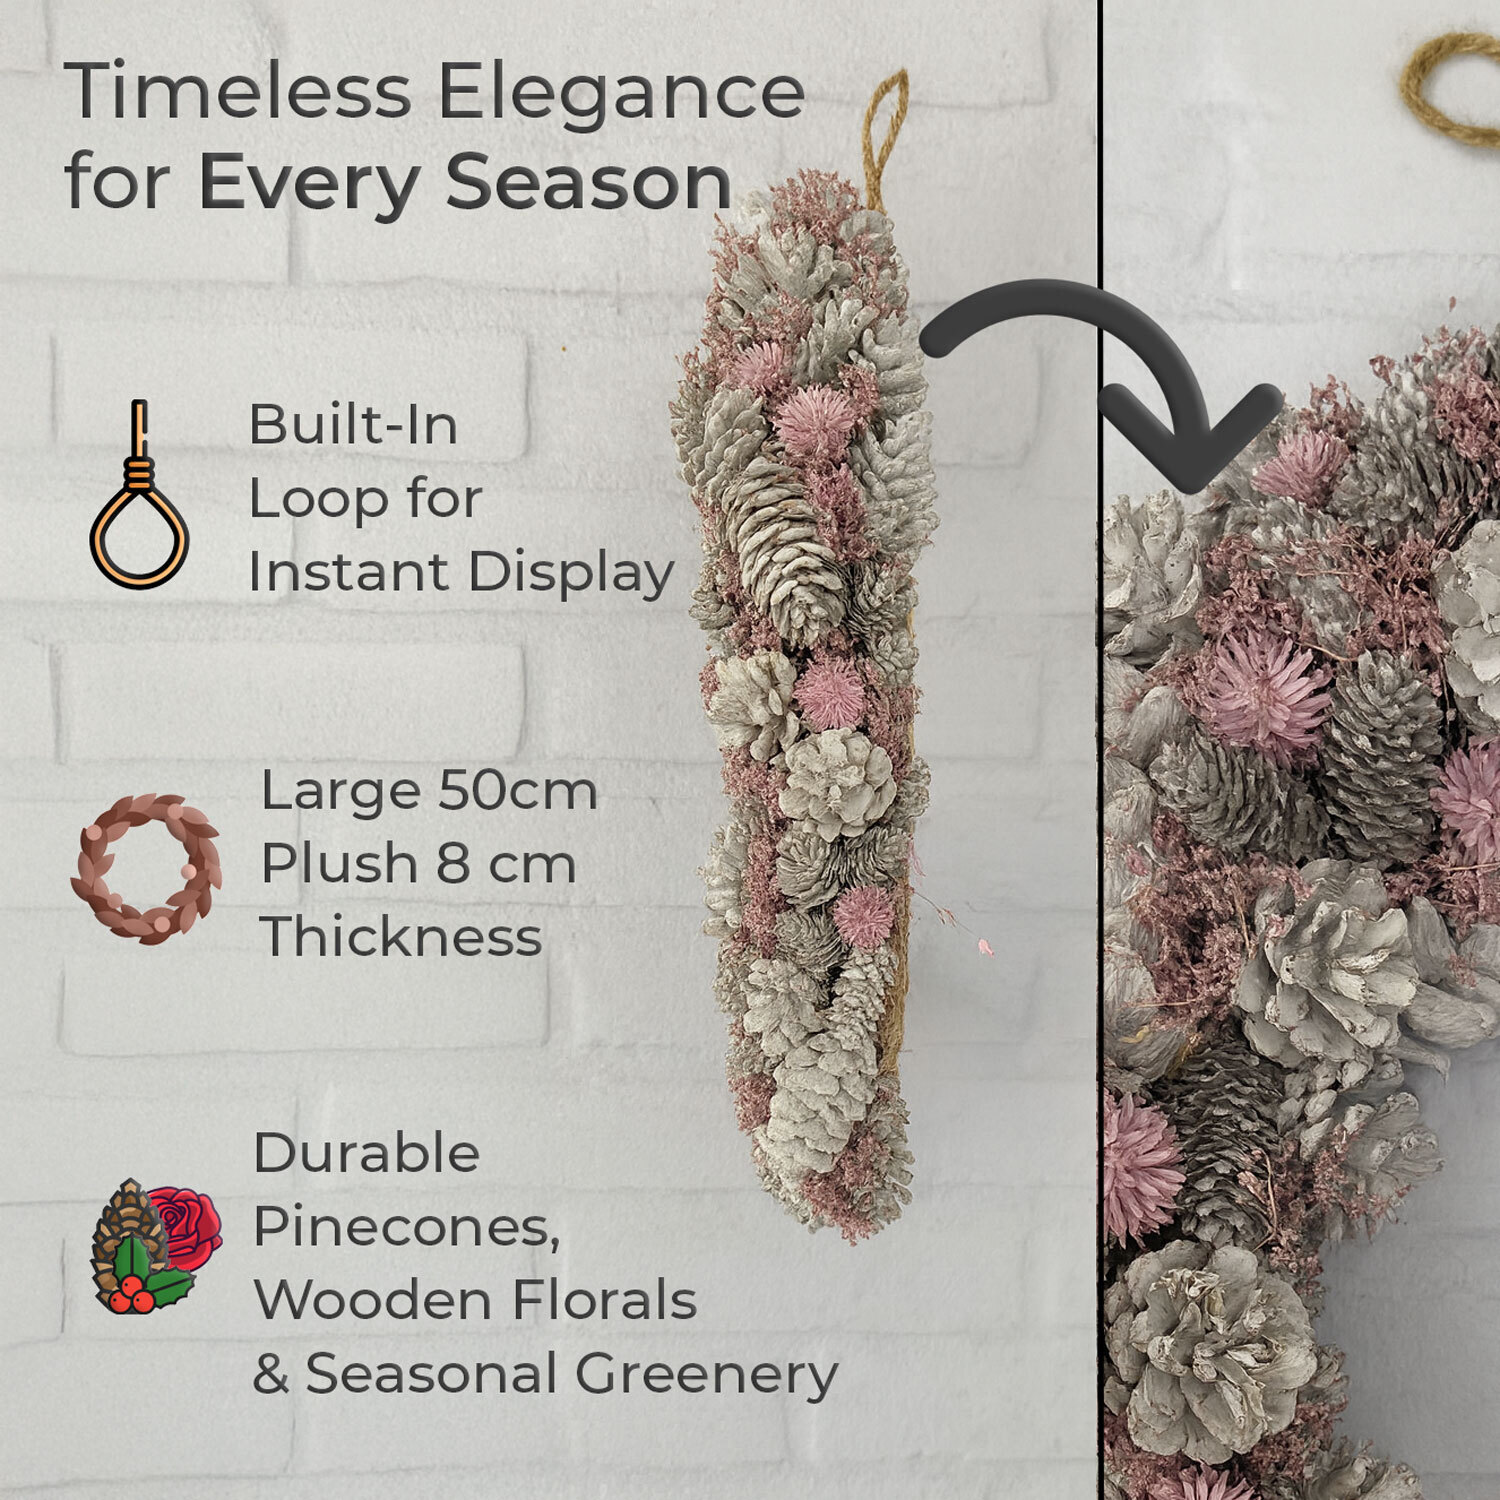 Timeless Elegance
for Every Season
Built-In
Loop for
Instant Display
Large 50cm
Plush 8 cm
Thickness
Durable
Pinecones,
Wooden Florals
& Seasonal Greenery